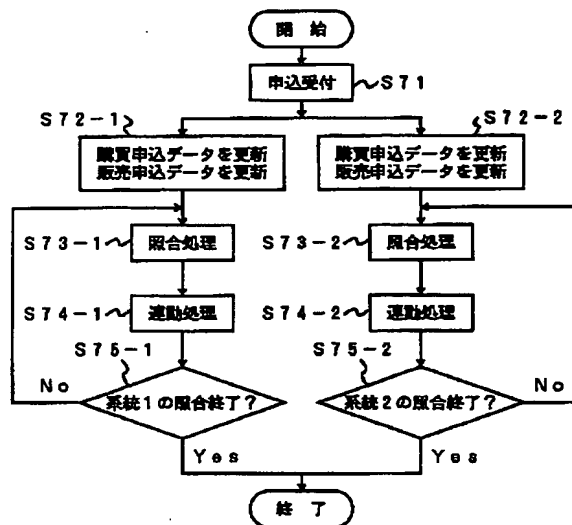 開 始
申込受付
S71
S72-1
S72-2
購買申込データを更新
販売申込データを更新
購買申込データを更新
販売申込データを更新
S73-1
照合処理
S73-2
照合処理
S74-1
連動処理
S74-2
連動処理
S75-1
S75-2
No
系統1の照合終了?
系統2の照合終了?
No
Yes
Yes
終 了